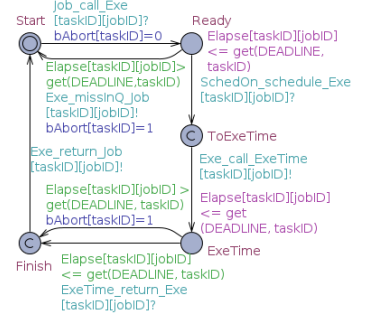 Start
Job_call_Exe
[taskID][jobID]?
bAbort[taskID]=0
Ready
Elapse[taskID][jobID]
<= get(DEADLINE,
taskID)
SchedOn_schedule_Exe
[taskID][jobID]?
Elapse[taskID][jobID]>
get(DEADLINE,taskID)
Exe_missInQ_Job
[taskID][jobID]!
bAbort[taskID]=1
C
ToExeTime
Exe_return_Job
[taskID][jobID]!
Exe_call_ExeTime
[taskID][jobID]!
Elapse[taskID][jobID] >
get(DEADLINE, taskID)
bAbort[taskID]=1
Elapse[taskID][jobID]
<= get
(DEADLINE, taskID)
C
Finish
ExeTime
Elapse[taskID][jobID]
<= get(DEADLINE, taskID)
ExeTime_return_Exe
[taskID][jobID]?